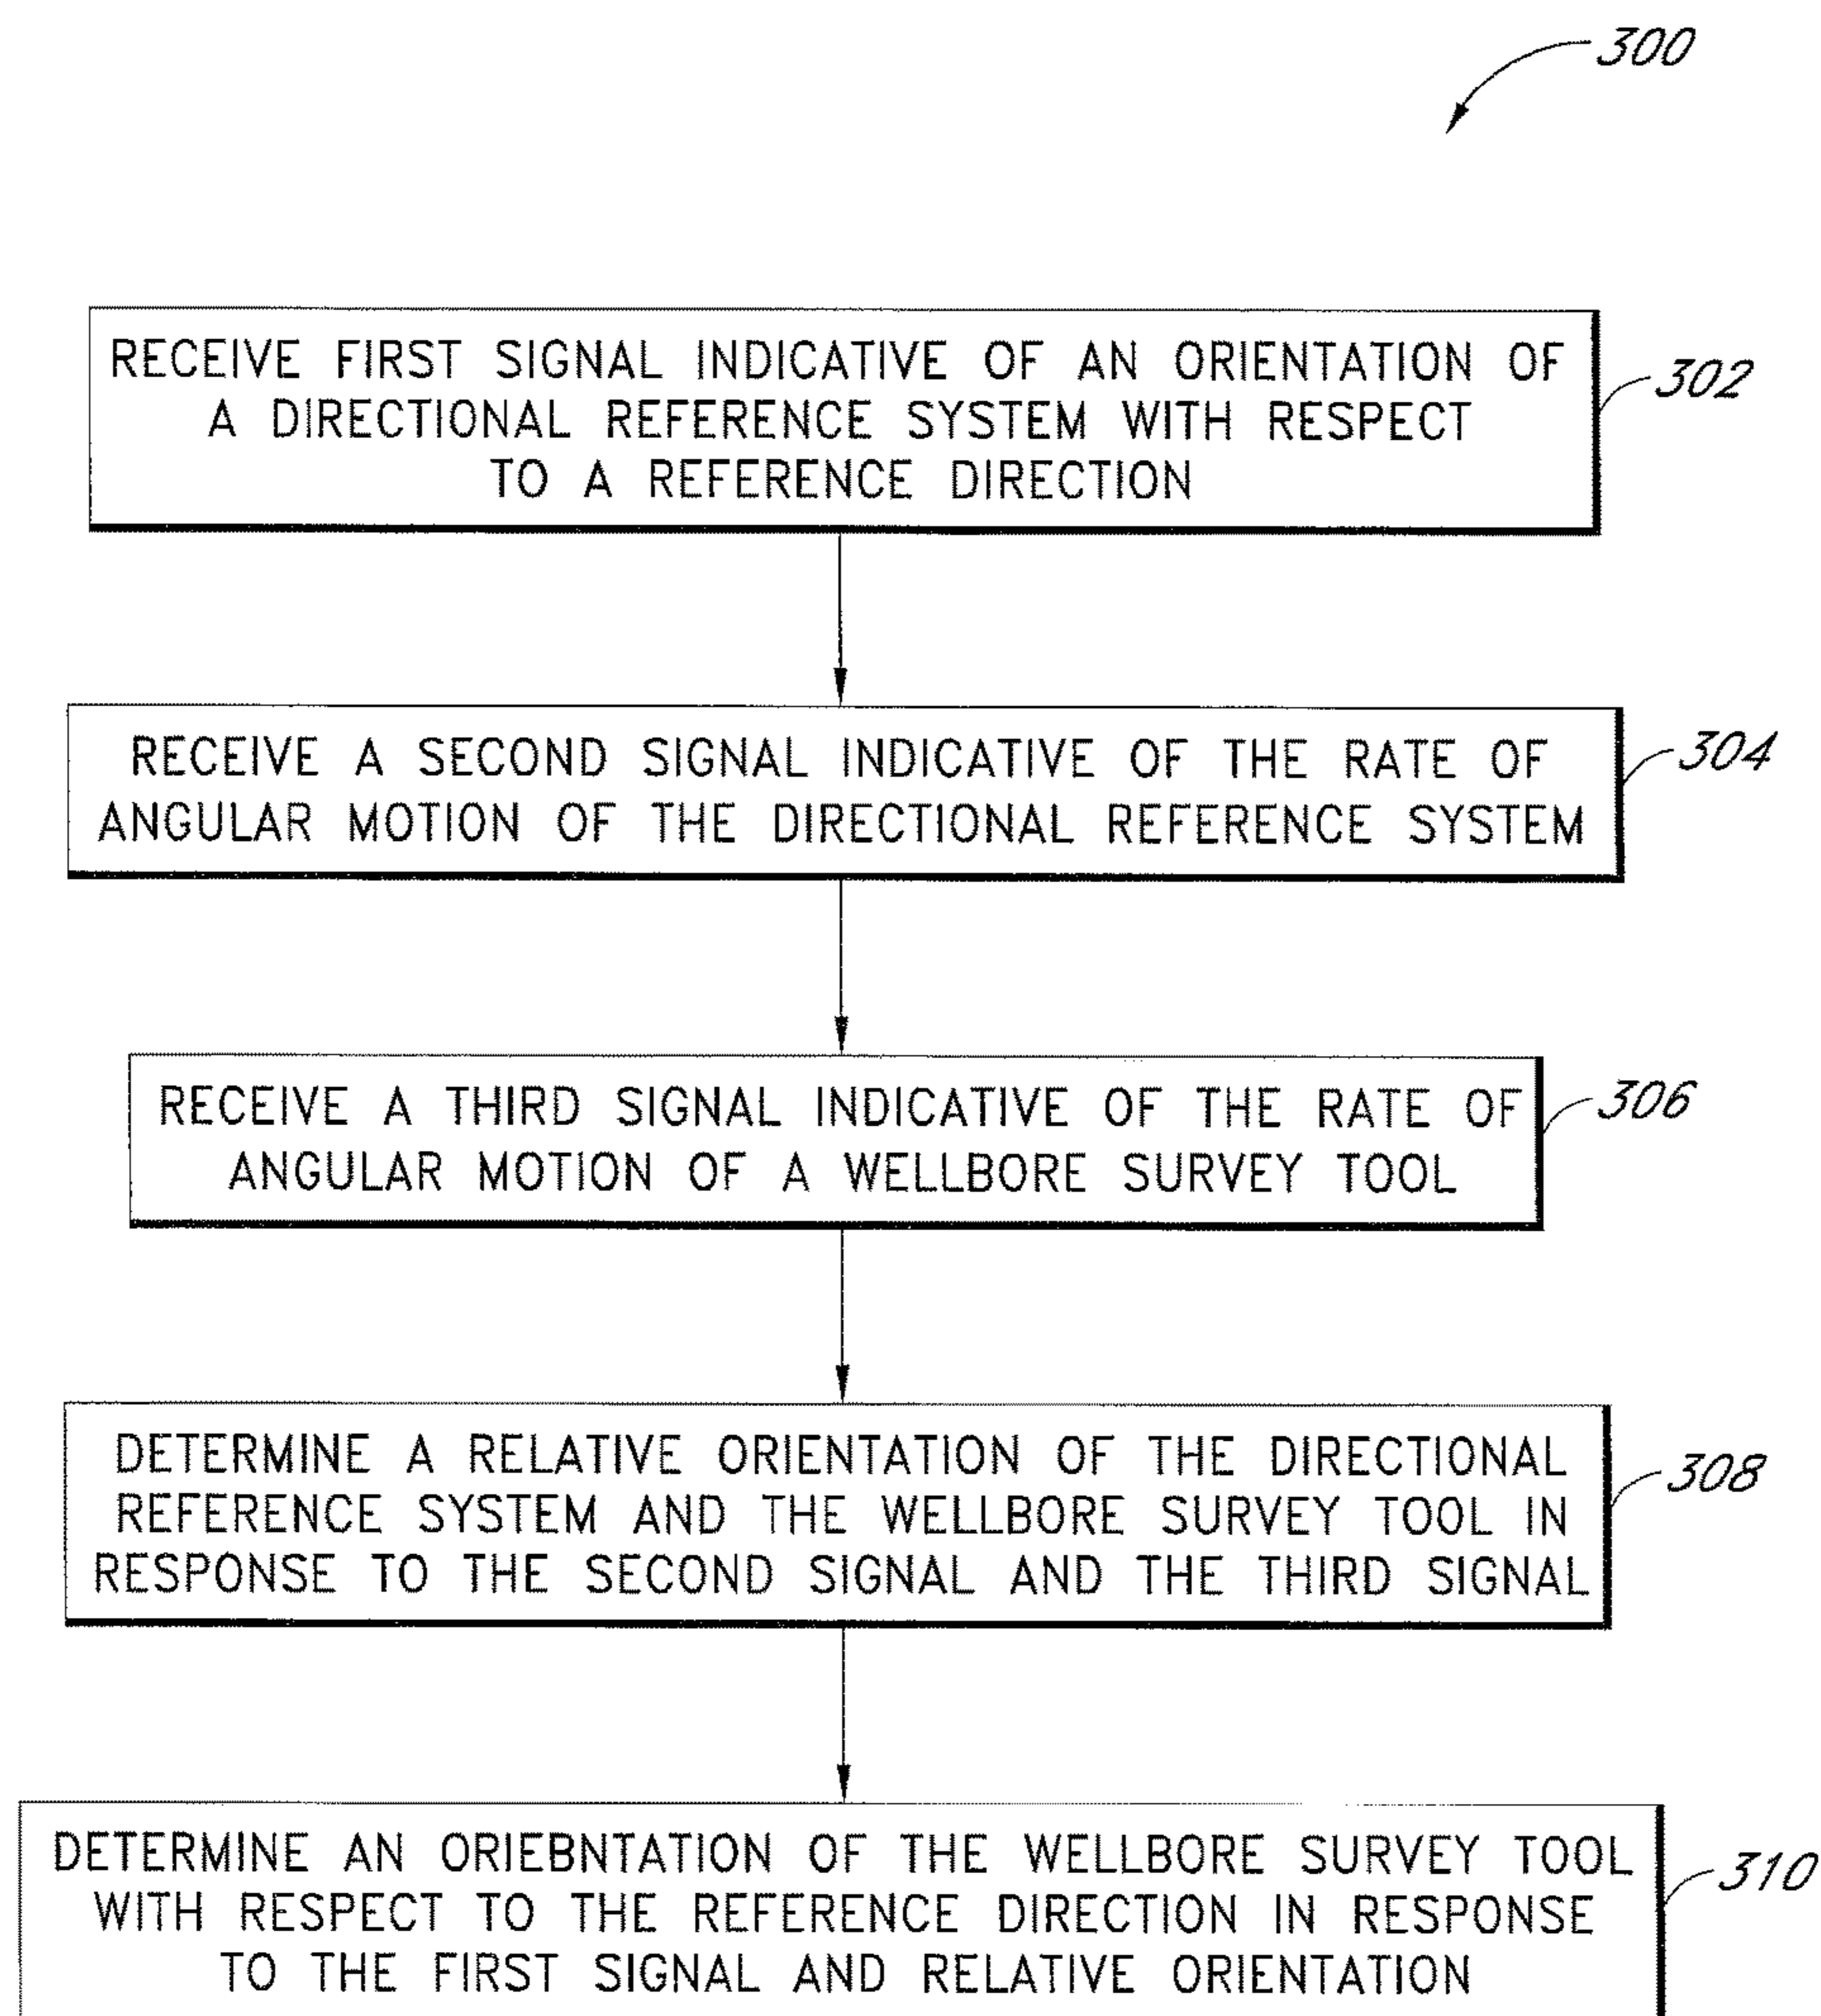 300
RECEIVE FIRST SIGNAL INDICATIVE OF AN ORIENTATION OF
A DIRECTIONAL REFERENCE SYSTEM WITH RESPECT
TO A REFERENCE DIRECTION
302
RECEIVE A SECOND SIGNAL INDICATIVE OF THE RATE OF
ANGULAR MOTION OF THE DIRECTIONAL REFERENCE SYSTEM
304
RECEIVE A THIRD SIGNAL INDICATIVE OF THE RATE OF
ANGULAR MOTION OF A WELLBORE SURVEY TOOL
306
DETERMINE A RELATIVE ORIENTATION OF THE DIRECTIONAL
REFERENCE SYSTEM AND THE WELLBORE SURVEY TOOL IN
RESPONSE TO THE SECOND SIGNAL AND THE THIRD SIGNAL
308
DETERMINE AN ORIEBNTATION OF THE WELLBORE SURVEY TOOL
WITH RESPECT TO THE REFERENCE DIRECTION IN RESPONSE
TO THE FIRST SIGNAL AND RELATIVE ORIENTATION
310